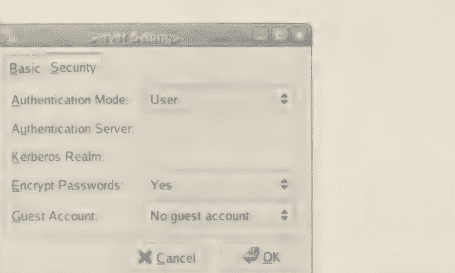 Server Settings
Basic Security
Authentication Mode: User
Authentication Server:
Kerberos Realm:
Encrypt Passwords: Yes
Guest Account: No guest account
Cancel OK